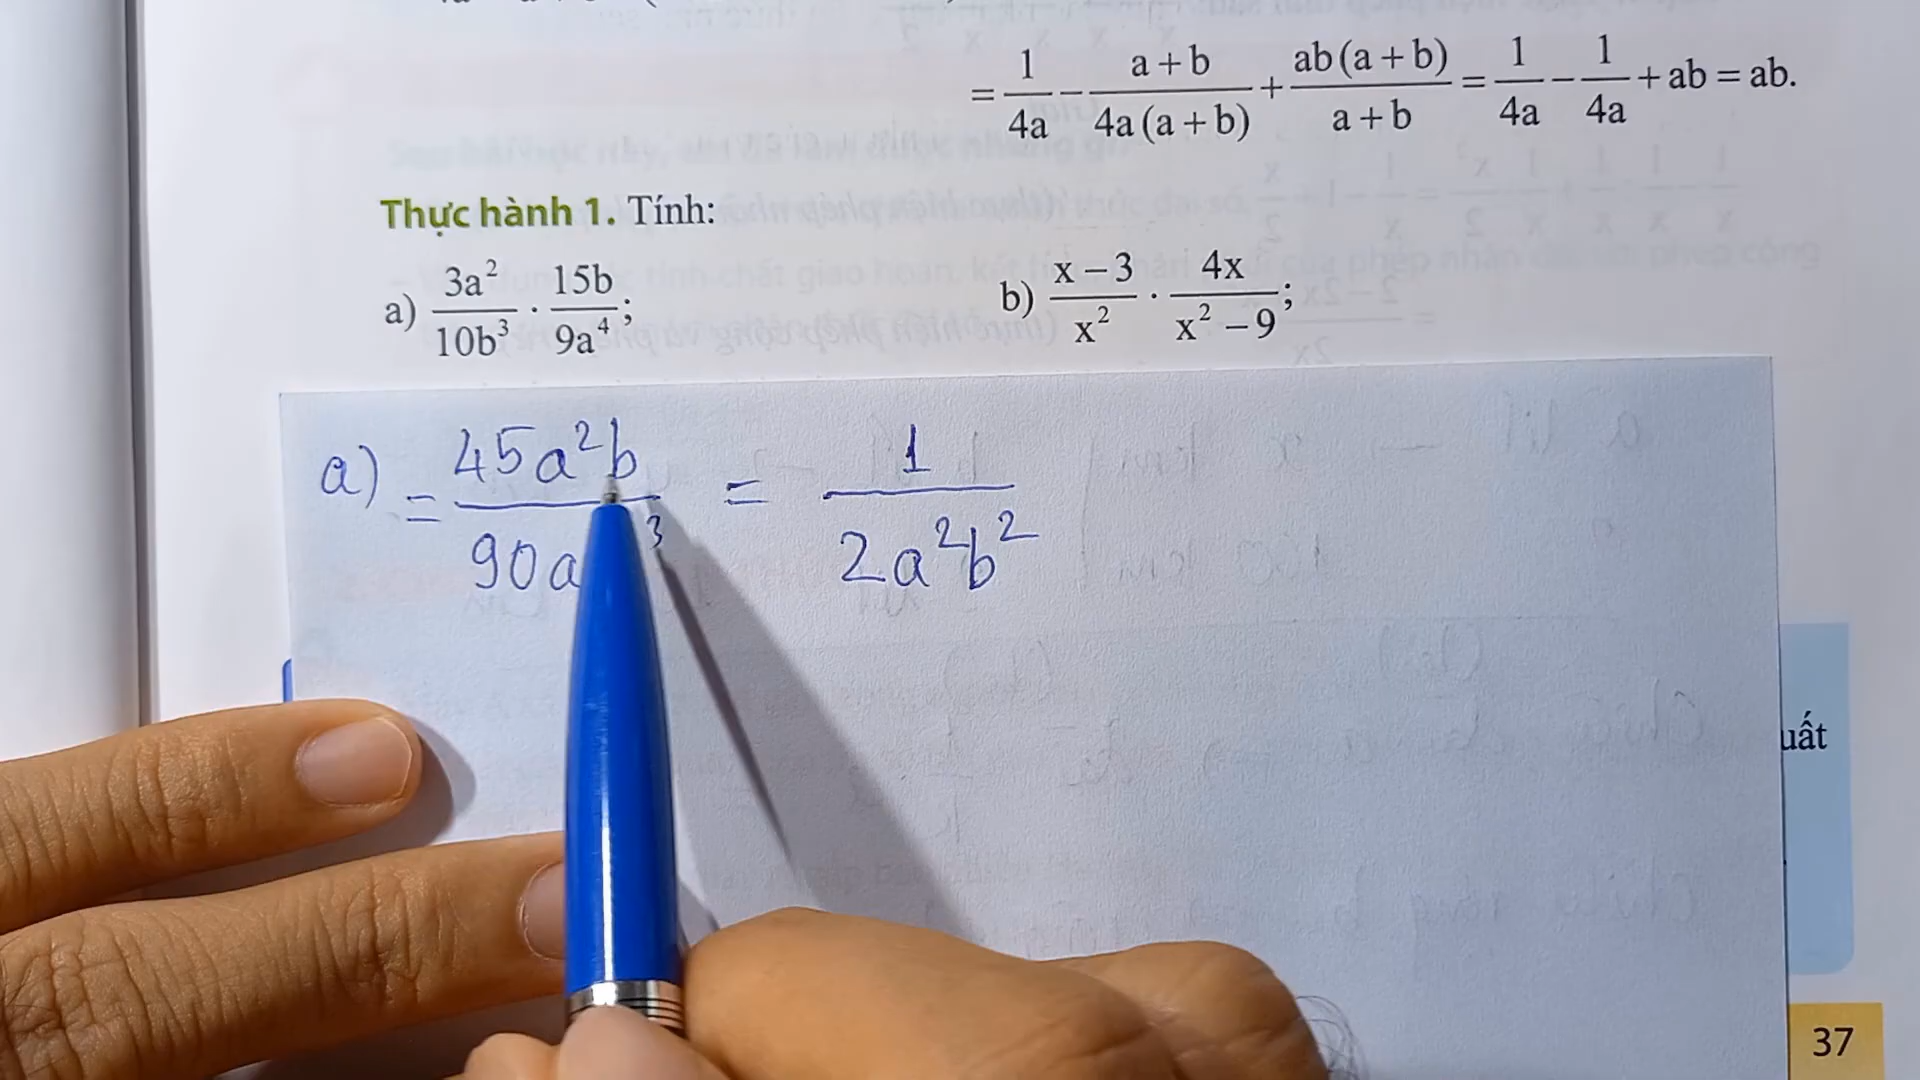 = 1/4a − (a + b)/4a(a + b) + ab(a + b)/(a + b) = 1/4a − 1/4a + ab = ab.
Thực hành 1. Tính:
a) 3a²/10b³ · 15b/9a⁴; b) (x − 3)/x² · 4x/(x² − 9);
a) = 45a²b/90a ³ = 1/2a²b²
uất
37